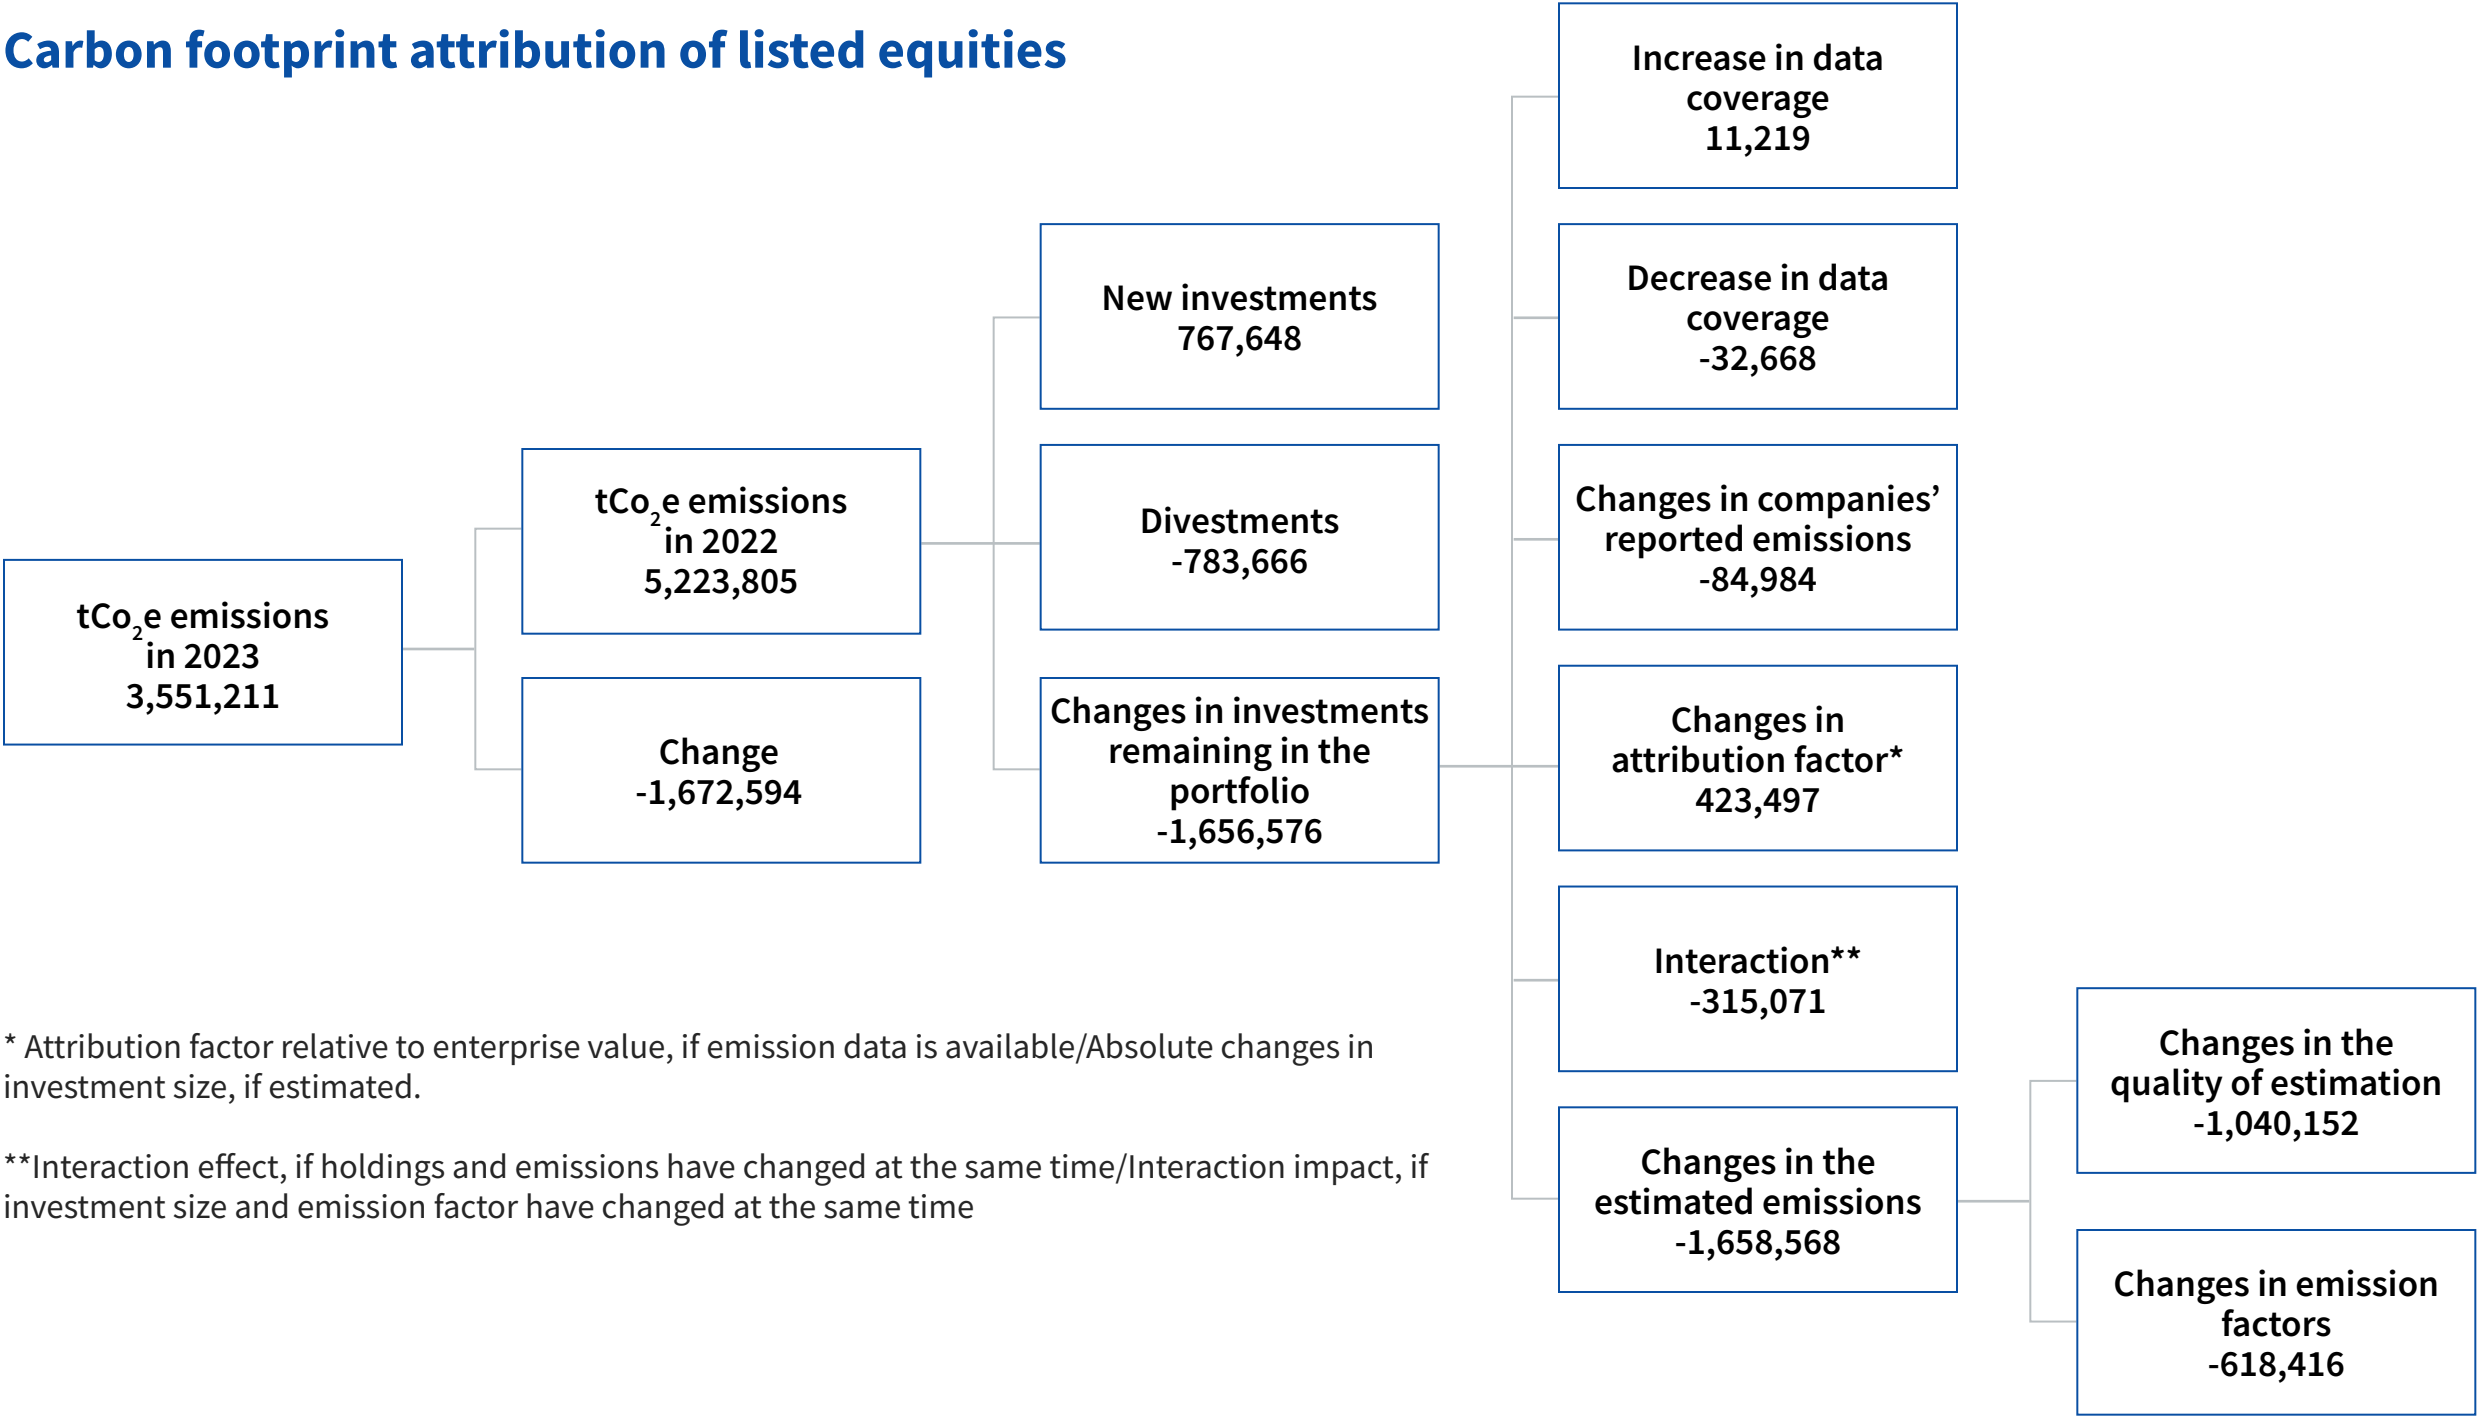 Carbon footprint attribution of listed equities
tCo₂e emissions
in 2023
3,551,211
tCo₂e emissions
in 2022
5,223,805
Change
-1,672,594
New investments
767,648
Divestments
-783,666
Changes in investments
remaining in the
portfolio
-1,656,576
Increase in data
coverage
11,219
Decrease in data
coverage
-32,668
Changes in companies’
reported emissions
-84,984
Changes in
attribution factor*
423,497
Interaction**
-315,071
Changes in the
estimated emissions
-1,658,568
Changes in the
quality of estimation
-1,040,152
Changes in emission
factors
-618,416
* Attribution factor relative to enterprise value, if emission data is available/Absolute changes in
investment size, if estimated.
**Interaction effect, if holdings and emissions have changed at the same time/Interaction impact, if
investment size and emission factor have changed at the same time